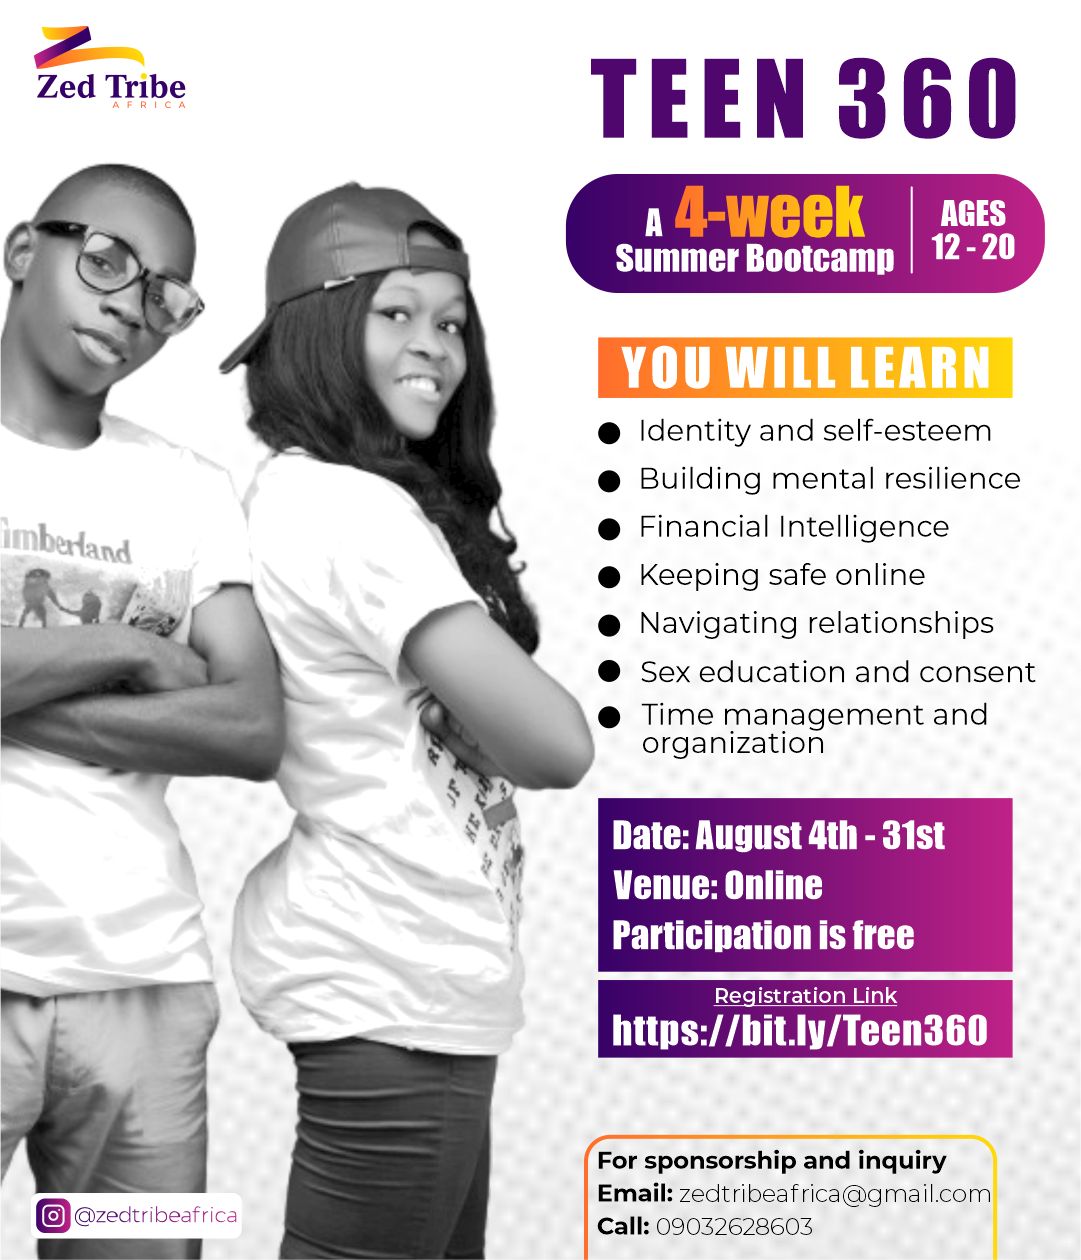 Zed Tribe
AFRICA
TEEN 360
A 4-week
Summer Bootcamp
AGES
12 - 20
YOU WILL LEARN
Identity and self-esteem
Building mental resilience
Financial Intelligence
Keeping safe online
Navigating relationships
Sex education and consent
Time management and
organization
Date: August 4th - 31st
Venue: Online
Participation is free
Registration Link
https://bit.ly/Teen360
For sponsorship and inquiry
Email: zedtribeafrica@gmail.com
Call: 09032628603
@zedtribeafrica
imberland